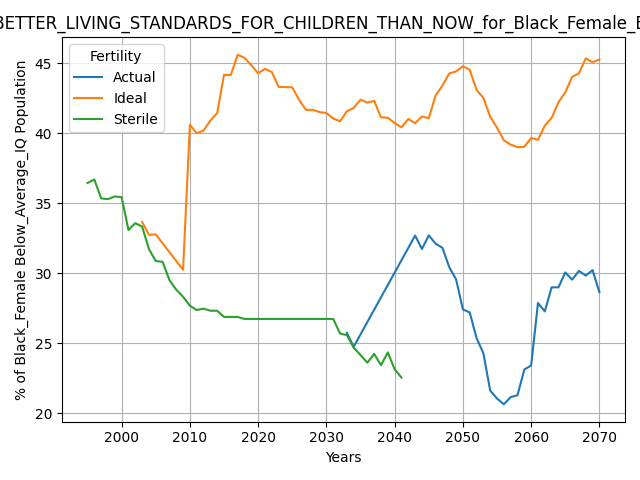 BETTER_LIVING_STANDARDS_FOR_CHILDREN_THAN_NOW_for_Black_Female_B
Fertility
Actual
Ideal
Sterile
% of Black_Female Below_Average_IQ Population
45
40
35
30
25
20
2000 2010 2020 2030 2040 2050 2060 2070
Years